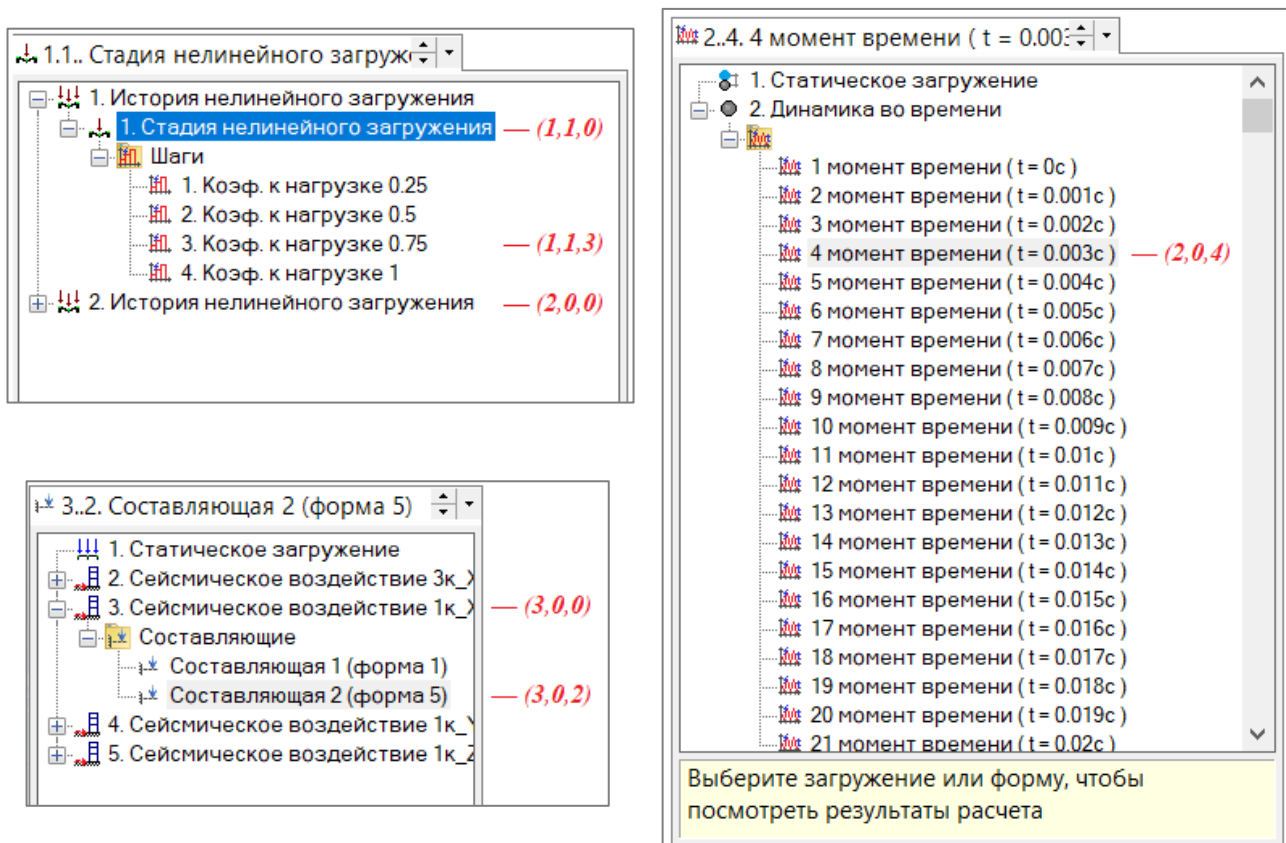 1.1.. Стадия нелинейного загруж
1. История нелинейного загружения
1. Стадия нелинейного загружения — (1,1,0)
Шаги
1. Коэф. к нагрузке 0.25
2. Коэф. к нагрузке 0.5
3. Коэф. к нагрузке 0.75 — (1,1,3)
4. Коэф. к нагрузке 1
2. История нелинейного загружения — (2,0,0)
3..2. Составляющая 2 (форма 5)
1. Статическое загружение
2. Сейсмическое воздействие 3к_X
3. Сейсмическое воздействие 1к_X — (3,0,0)
Составляющие
Составляющая 1 (форма 1)
Составляющая 2 (форма 5) — (3,0,2)
4. Сейсмическое воздействие 1к_Y
5. Сейсмическое воздействие 1к_Z
2..4. 4 момент времени ( t = 0.003
1. Статическое загружение
2. Динамика во времени
1 момент времени ( t = 0c )
2 момент времени ( t = 0.001c )
3 момент времени ( t = 0.002c )
4 момент времени ( t = 0.003c ) — (2,0,4)
5 момент времени ( t = 0.004c )
6 момент времени ( t = 0.005c )
7 момент времени ( t = 0.006c )
8 момент времени ( t = 0.007c )
9 момент времени ( t = 0.008c )
10 момент времени ( t = 0.009c )
11 момент времени ( t = 0.01c )
12 момент времени ( t = 0.011c )
13 момент времени ( t = 0.012c )
14 момент времени ( t = 0.013c )
15 момент времени ( t = 0.014c )
16 момент времени ( t = 0.015c )
17 момент времени ( t = 0.016c )
18 момент времени ( t = 0.017c )
19 момент времени ( t = 0.018c )
20 момент времени ( t = 0.019c )
21 момент времени ( t = 0.02c )
Выберите загружение или форму, чтобы
посмотреть результаты расчета